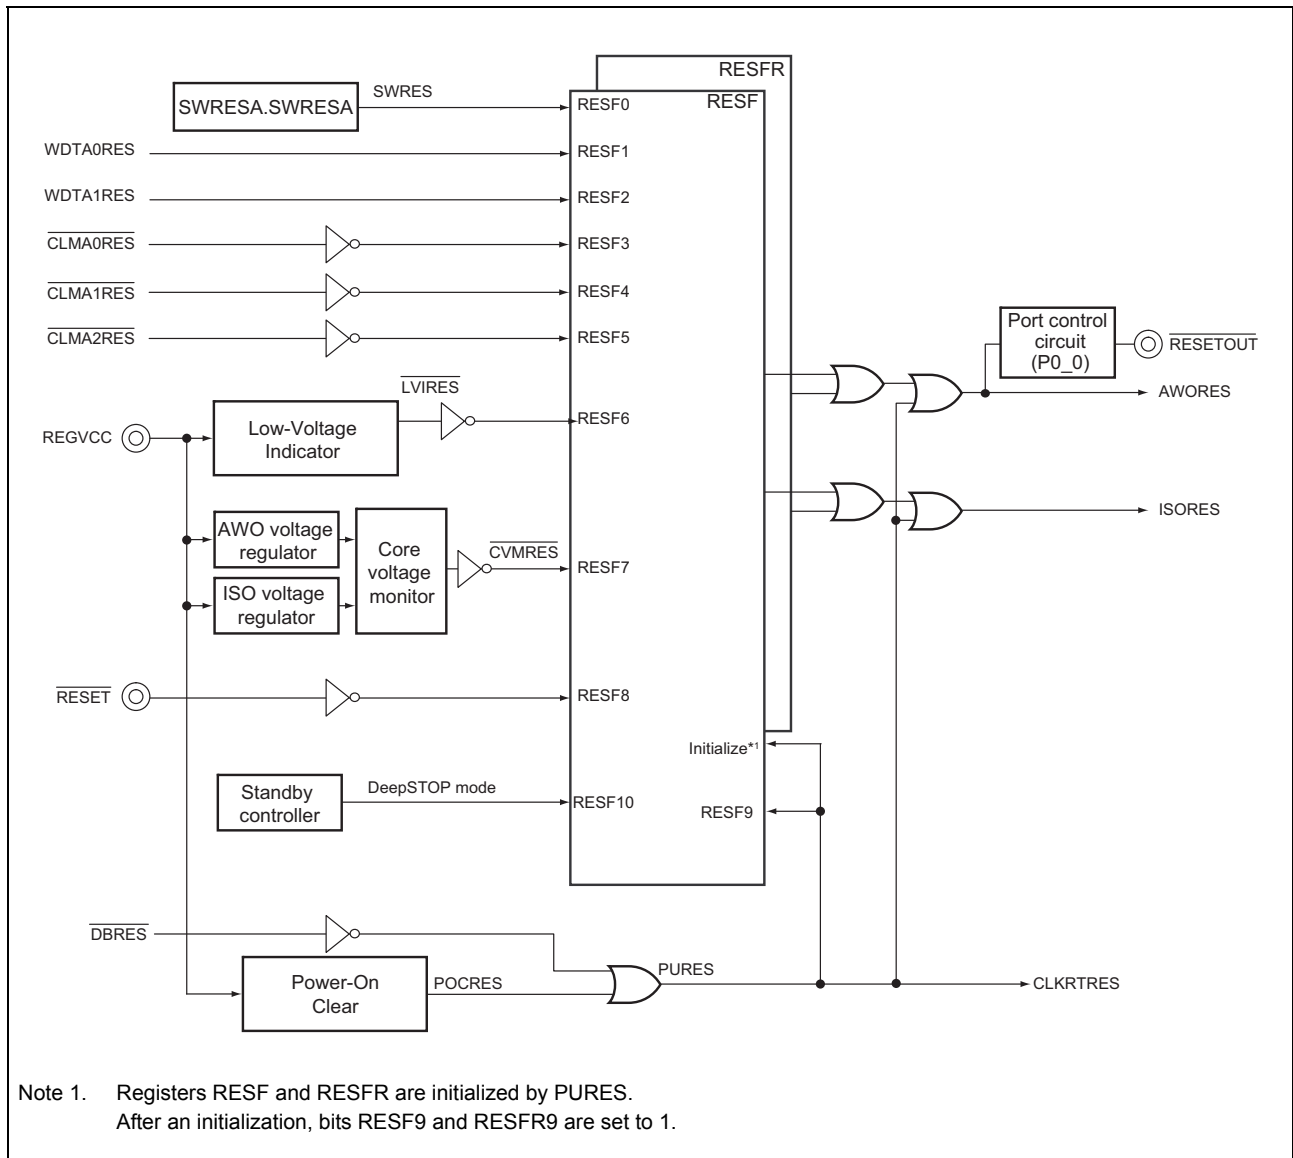 RESFR
RESF
SWRESA.SWRESA
SWRES
RESF0
WDTA0RES
RESF1
WDTA1RES
RESF2
CLMA0RES
RESF3
CLMA1RES
RESF4
CLMA2RES
RESF5
Port control
circuit
(P0_0)
RESETOUT
AWORES
LVIRES
REGVCC
Low-Voltage
Indicator
RESF6
ISORES
AWO voltage
regulator
ISO voltage
regulator
Core
voltage
monitor
CVMRES
RESF7
RESET
RESF8
Initialize*1
Standby
controller
DeepSTOP mode
RESF10
RESF9
DBRES
Power-On
Clear
POCRES
PURES
CLKRTRES
Note 1. Registers RESF and RESFR are initialized by PURES.
After an initialization, bits RESF9 and RESFR9 are set to 1.